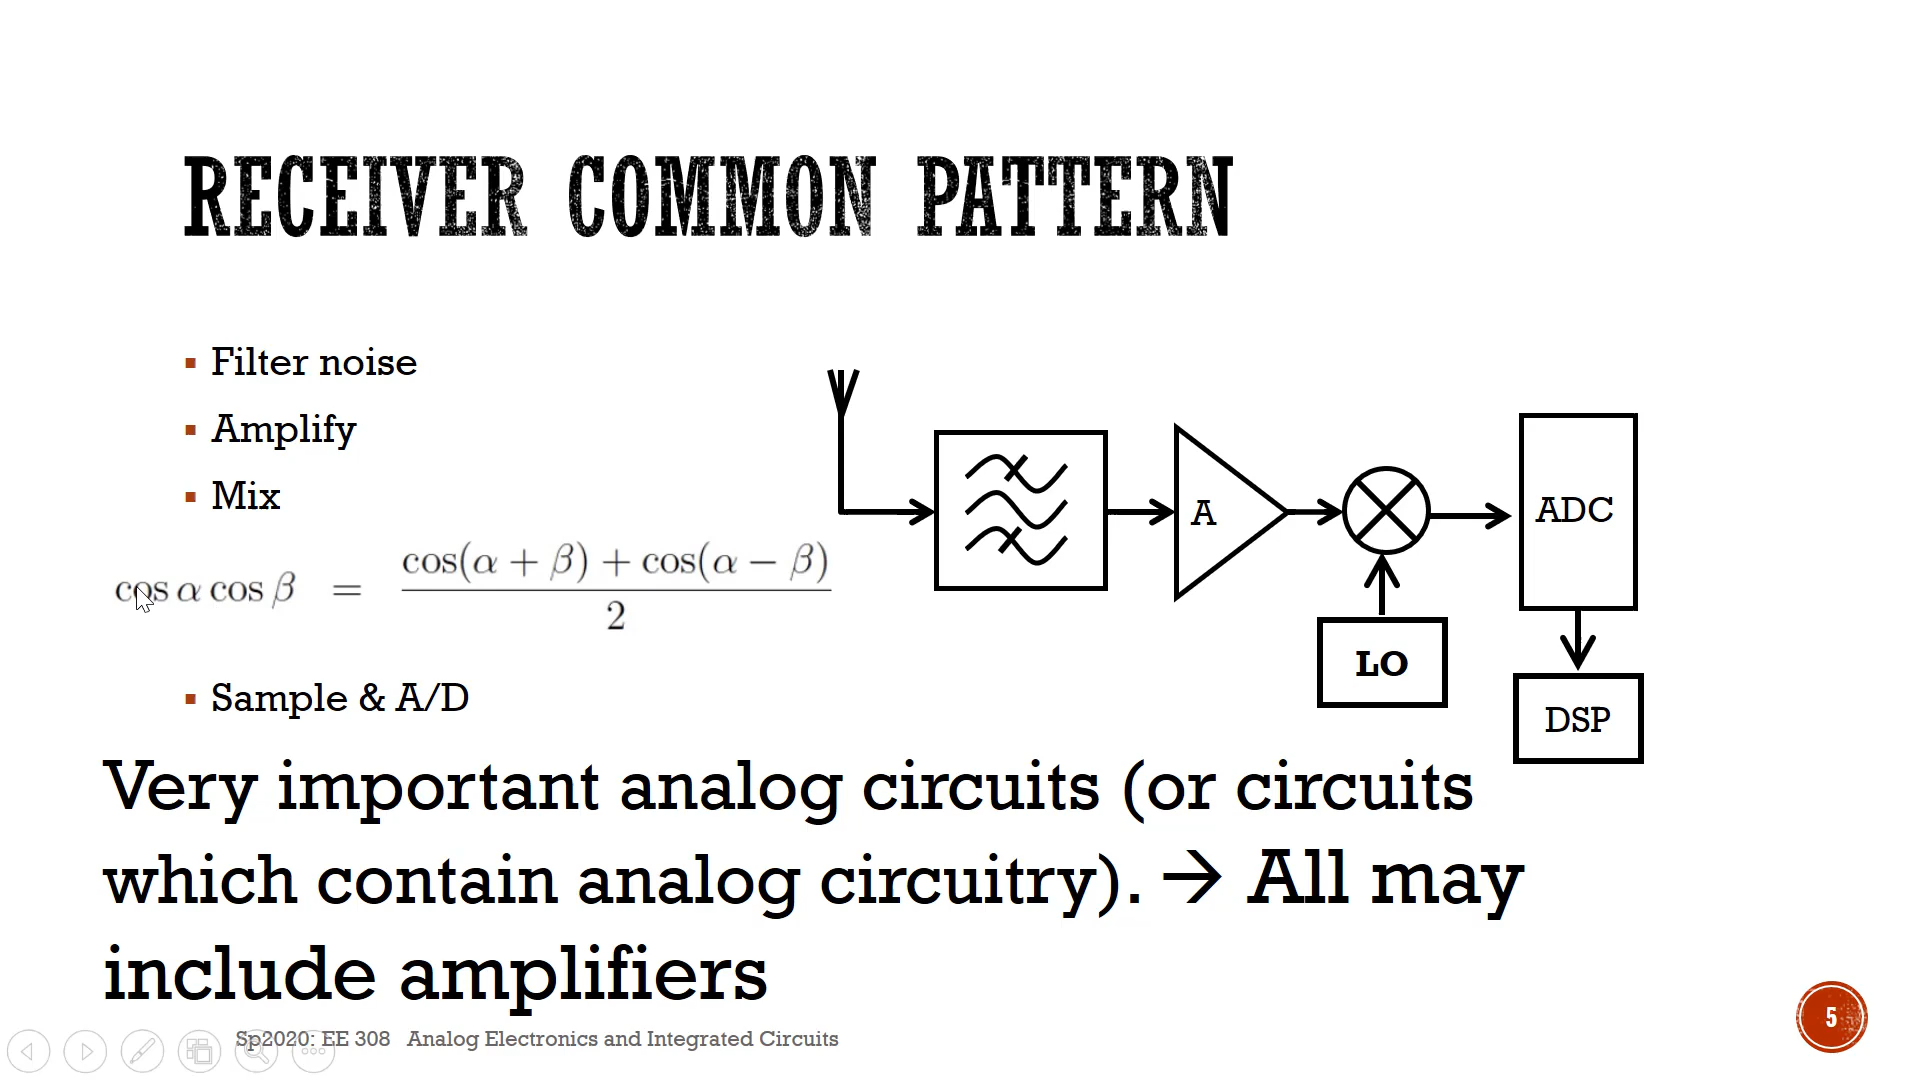 RECEIVER COMMON PATTERN
▪ Filter noise
▪ Amplify
▪ Mix
cos α cos β = cos(α + β) + cos(α − β)
2
▪ Sample & A/D
A
ADC
LO
DSP
Very important analog circuits (or circuits
which contain analog circuitry). → All may
include amplifiers
Sp2020: EE 308 Analog Electronics and Integrated Circuits
5